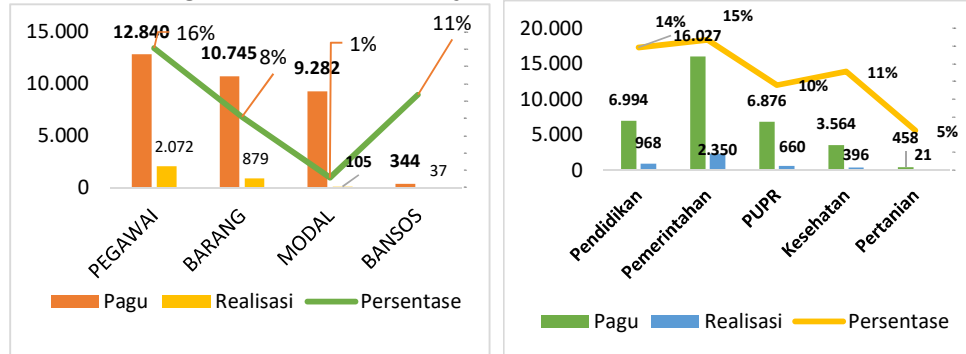 15.000
10.000
5.000
0
12.840
16%
10.745
8%
9.282
1%
11%
2.072
879
105
344
37
PEGAWAI
BARANG
MODAL
BANSOS
Pagu
Realisasi
Persentase
20.000
15.000
10.000
5.000
0
14%
15%
16.027
6.994
968
2.350
6.876
10%
660
3.564
11%
396
458
5%
21
Pendidikan
Pemerintahan
PUPR
Kesehatan
Pertanian
Pagu
Realisasi
Persentase